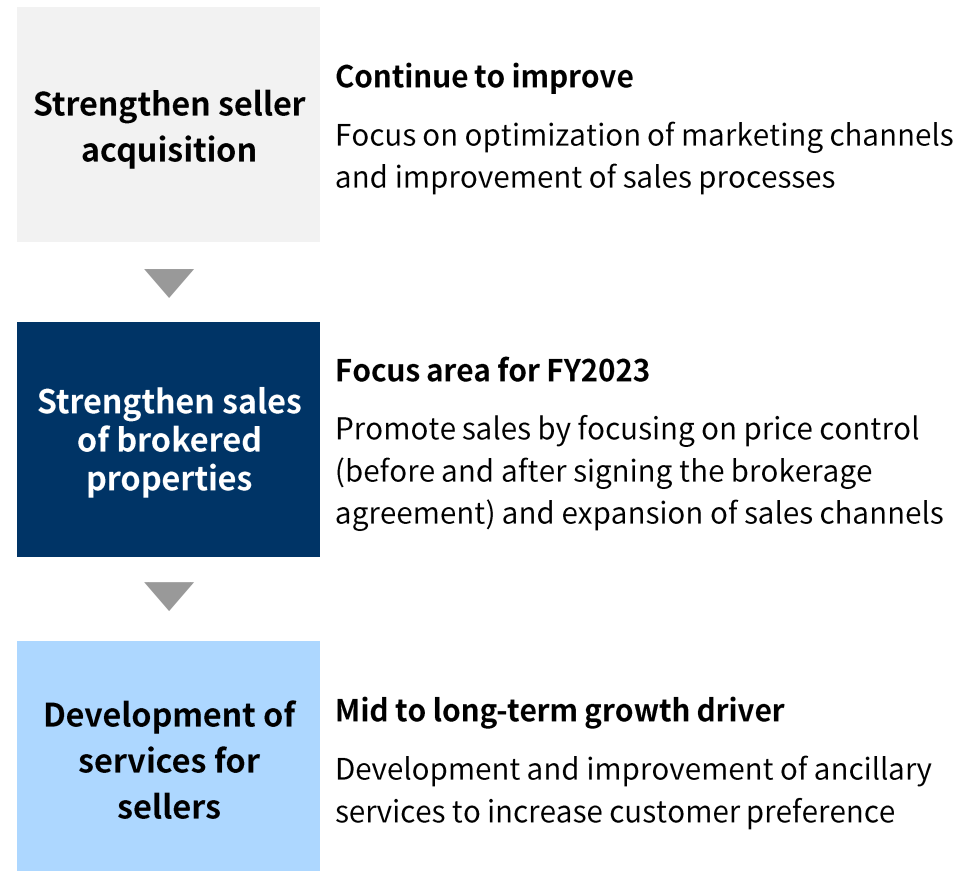 Strengthen seller
acquisition
Continue to improve
Focus on optimization of marketing channels
and improvement of sales processes
Strengthen sales
of brokered
properties
Focus area for FY2023
Promote sales by focusing on price control
(before and after signing the brokerage
agreement) and expansion of sales channels
Development of
services for
sellers
Mid to long-term growth driver
Development and improvement of ancillary
services to increase customer preference